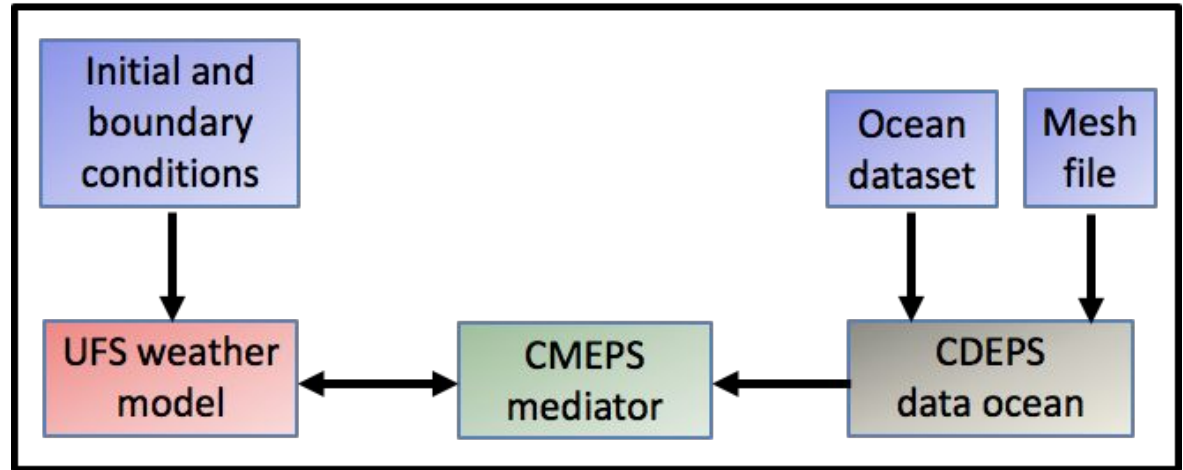 Initial and
boundary
conditions
Ocean
dataset
Mesh
file
UFS weather
model
CMEPS
mediator
CDEPS
data ocean